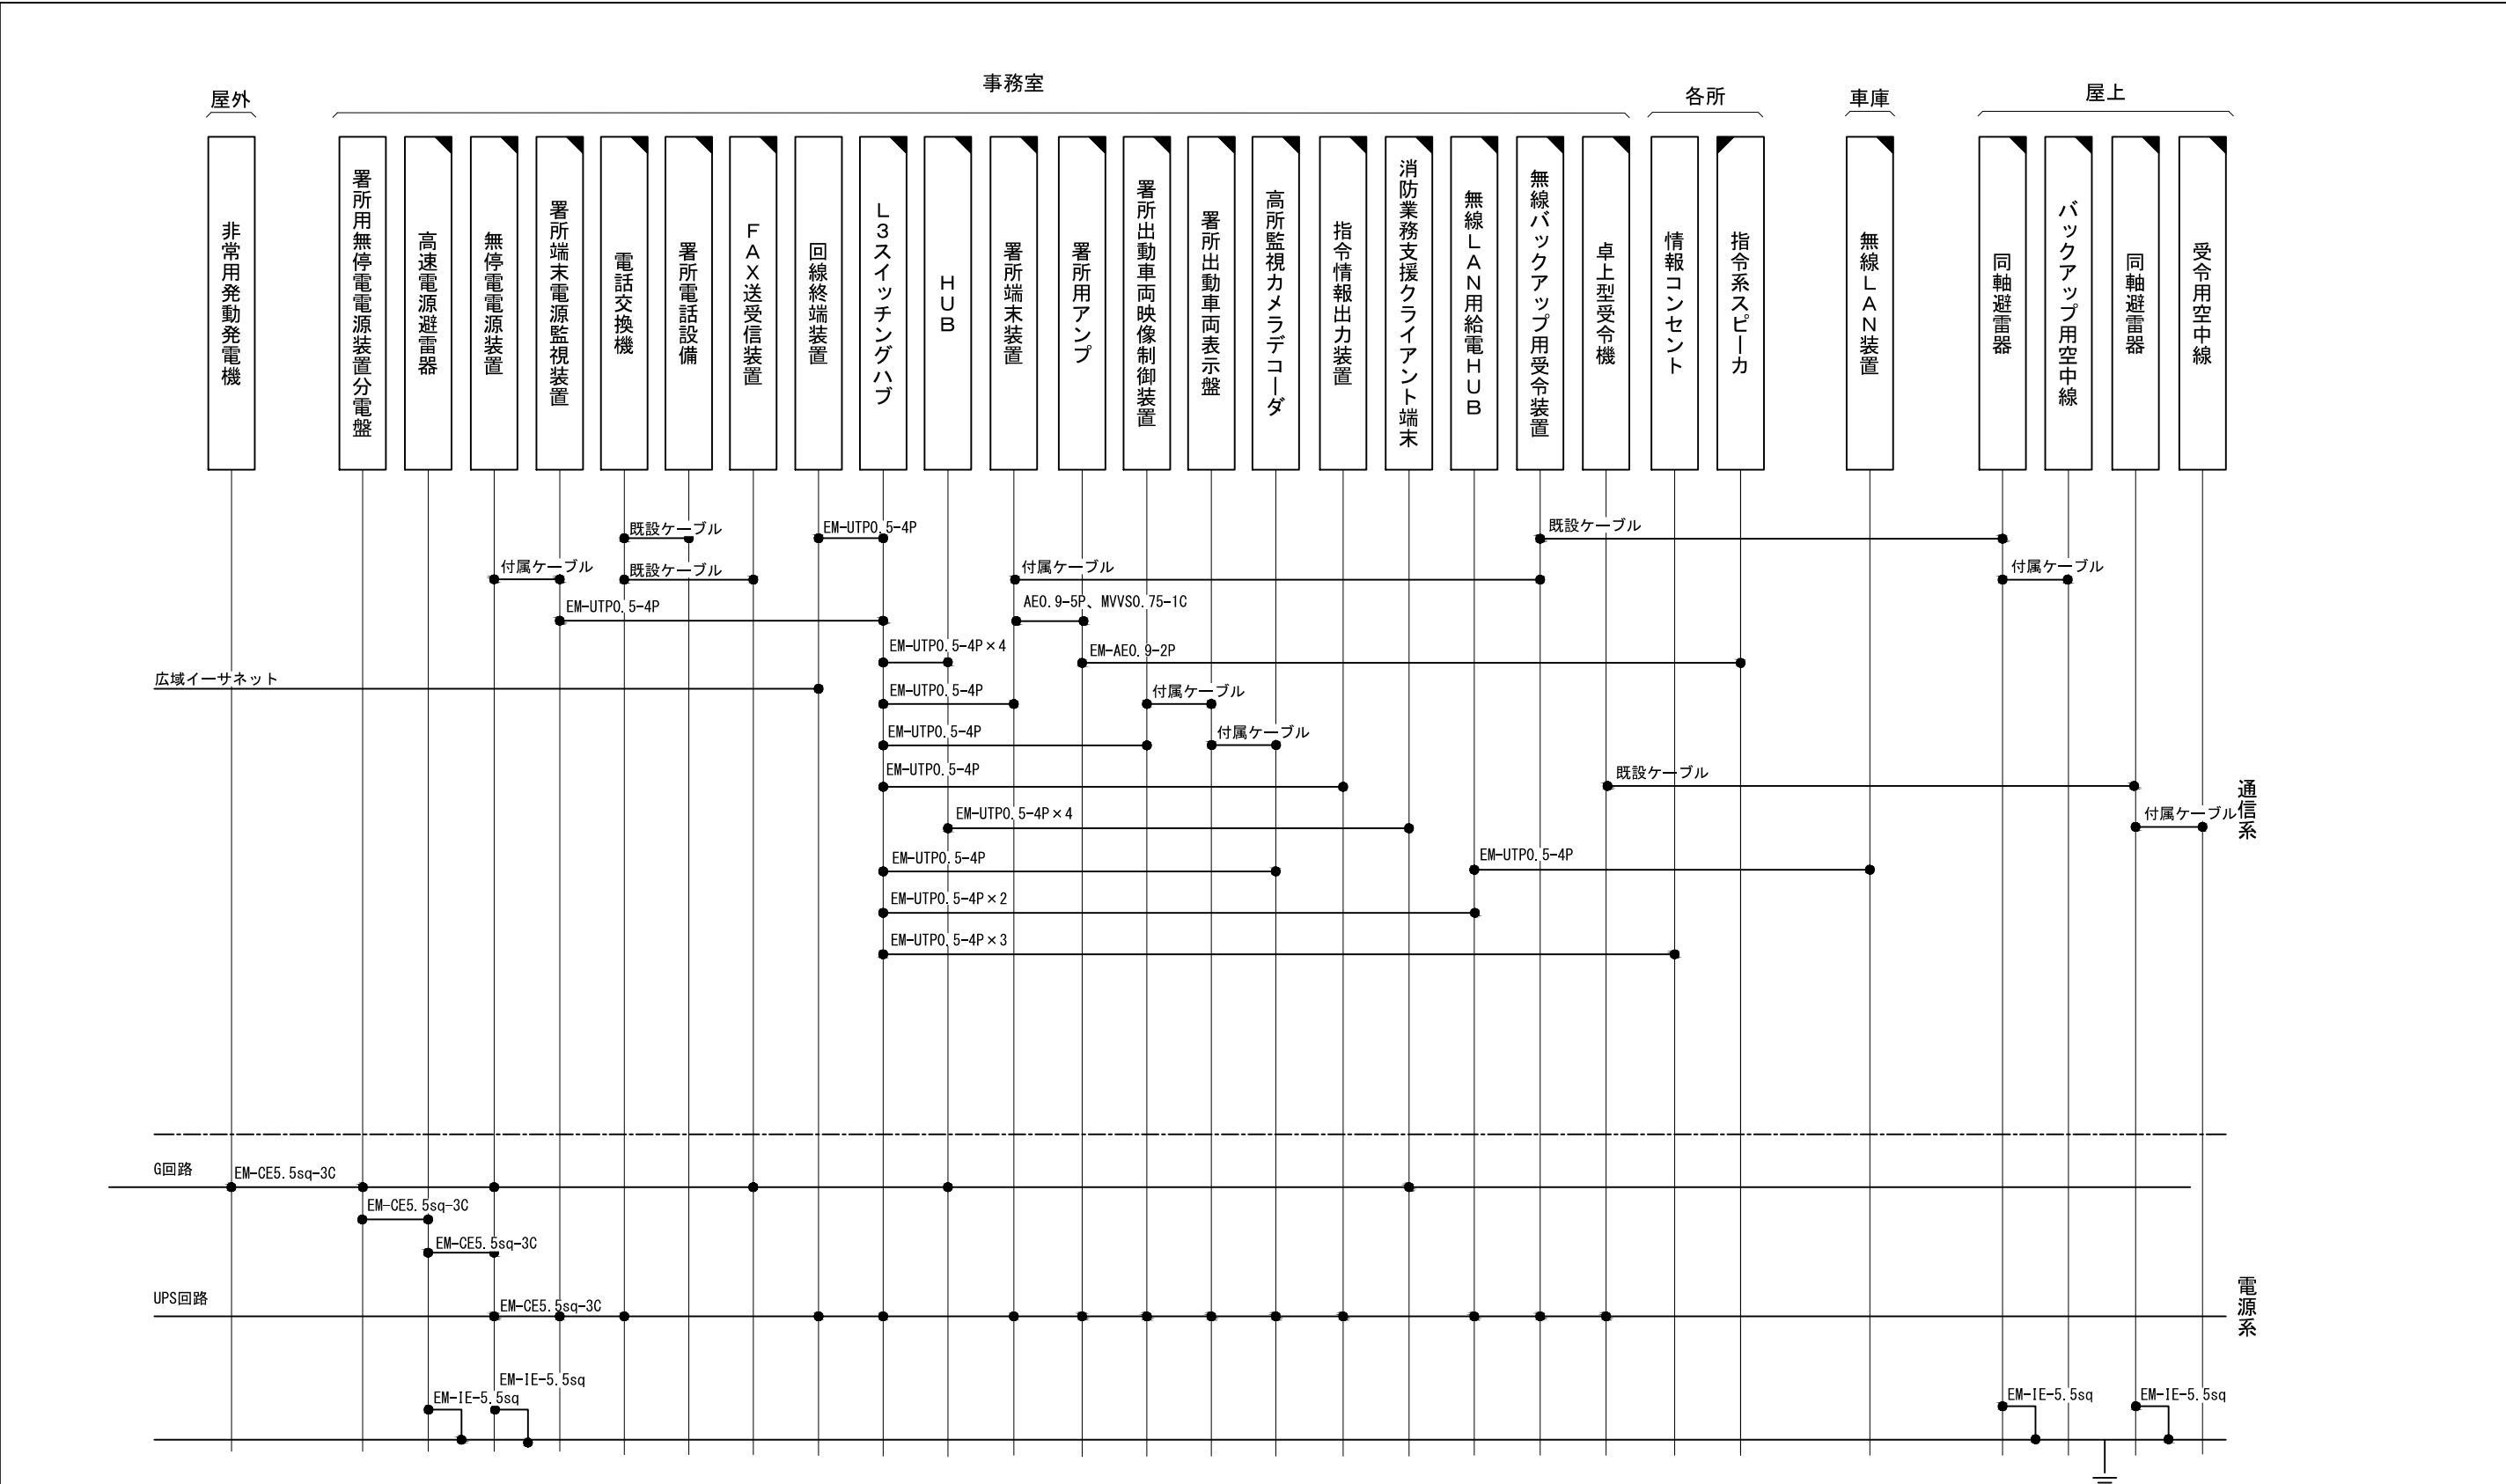 事務室
屋外
各所
車庫
屋上
非常用発動発電機
署所用無停電電源装置分電盤
高速電源避雷器
無停電電源装置
署所端末電源監視装置
電話交換機
署所電話設備
FAX送受信装置
回線終端装置
L3スイッチングハブ
HUB
署所端末装置
署所用アンプ
署所出動車両映像制御装置
署所出動車両表示盤
高所監視カメラデコーダ
指令情報出力装置
消防業務支援クライアント端末
無線LAN用給電HUB
無線バックアップ用受令装置
卓上型受令機
情報コンセント
指令系スピーカ
無線LAN装置
同軸避雷器
バックアップ用空中線
同軸避雷器
受令用空中線
既設ケーブル
EM-UTP0.5-4P
既設ケーブル
付属ケーブル
既設ケーブル
付属ケーブル
付属ケーブル
EM-UTP0.5-4P
AE0.9-5P、MVVS0.75-1C
EM-UTP0.5-4P×4
EM-AE0.9-2P
広域イーサネット
EM-UTP0.5-4P
付属ケーブル
EM-UTP0.5-4P
付属ケーブル
EM-UTP0.5-4P
既設ケーブル
EM-UTP0.5-4P×4
付属ケーブル
通信系
EM-UTP0.5-4P
EM-UTP0.5-4P
EM-UTP0.5-4P×2
EM-UTP0.5-4P×3
G回路
EM-CE5.5sq-3C
EM-CE5.5sq-3C
EM-CE5.5sq-3C
UPS回路
EM-CE5.5sq-3C
電源系
EM-IE-5.5sq
EM-IE-5.5sq
EM-IE-5.5sq
EM-IE-5.5sq